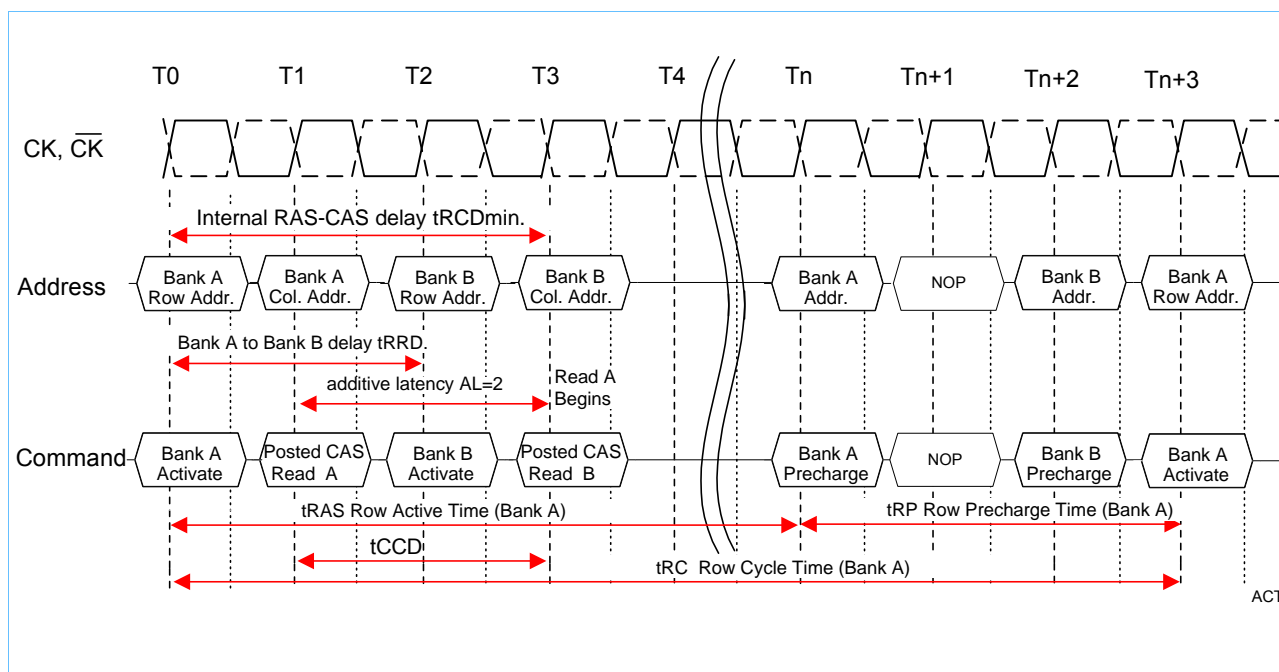 T0 T1 T2 T3 T4 Tn Tn+1 Tn+2 Tn+3
CK, CK
Internal RAS-CAS delay tRCDmin.
Address
Bank A
Row Addr.
Bank A
Col. Addr.
Bank B
Row Addr.
Bank B
Col. Addr.
Bank A
Addr.
NOP
Bank B
Addr.
Bank A
Row Addr.
Bank A to Bank B delay tRRD.
additive latency AL=2
Read A
Begins
Command
Bank A
Activate
Posted CAS
Read A
Bank B
Activate
Posted CAS
Read B
Bank A
Precharge
NOP
Bank B
Precharge
Bank A
Activate
tRAS Row Active Time (Bank A)
tRP Row Precharge Time (Bank A)
tCCD
tRC Row Cycle Time (Bank A)
ACT